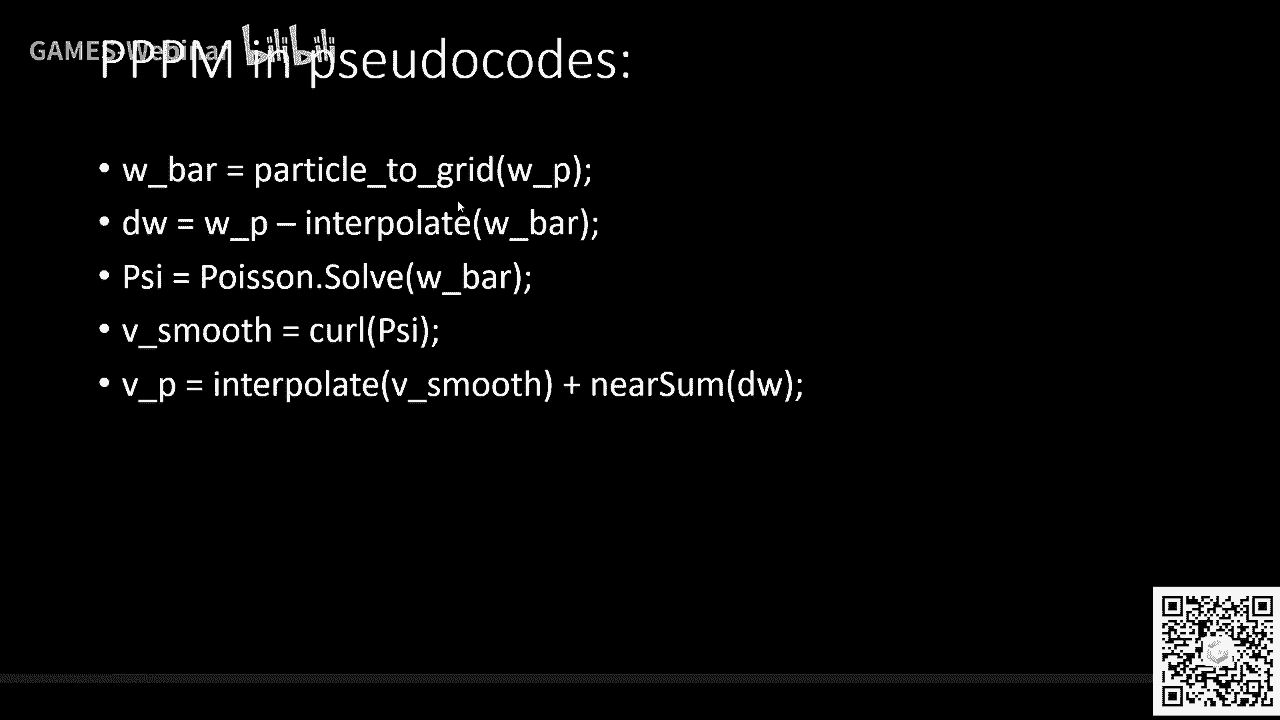 GAMES-Webinar bilibili
PPPM in pseudocodes:
• w_bar = particle_to_grid(w_p);
• dw = w_p – interpolate(w_bar);
• Psi = Poisson.Solve(w_bar);
• v_smooth = curl(Psi);
• v_p = interpolate(v_smooth) + nearSum(dw);